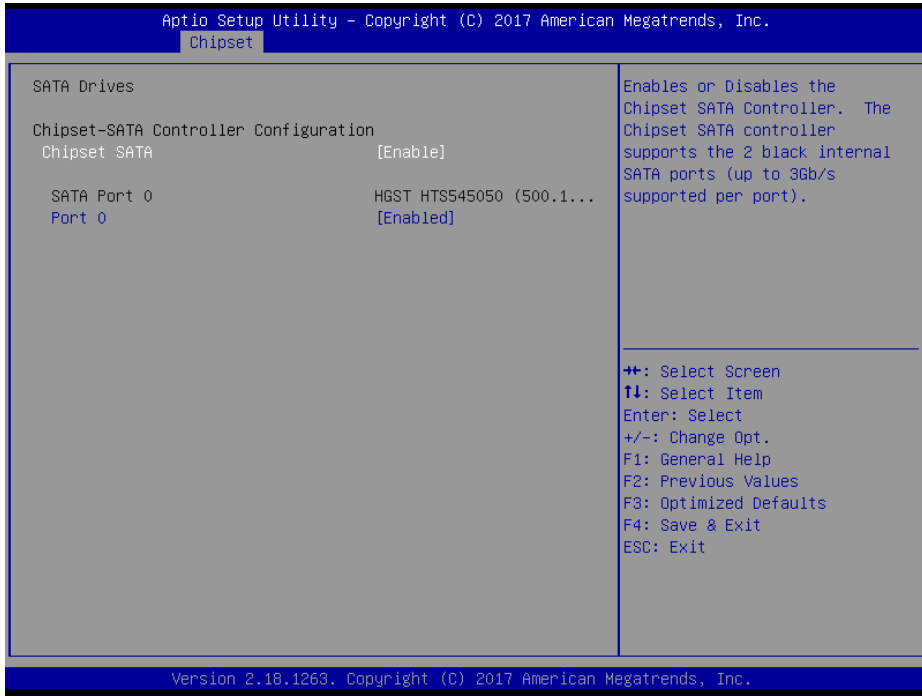 Aptio Setup Utility – Copyright (C) 2017 American Megatrends, Inc.
Chipset
SATA Drives
Chipset-SATA Controller Configuration
Chipset SATA [Enable]
SATA Port 0 HGST HTS545050 (500.1...
Port 0 [Enabled]
Enables or Disables the
Chipset SATA Controller. The
Chipset SATA controller
supports the 2 black internal
SATA ports (up to 3Gb/s
supported per port).
→←: Select Screen
↑↓: Select Item
Enter: Select
+/-: Change Opt.
F1: General Help
F2: Previous Values
F3: Optimized Defaults
F4: Save & Exit
ESC: Exit
Version 2.18.1263. Copyright (C) 2017 American Megatrends, Inc.